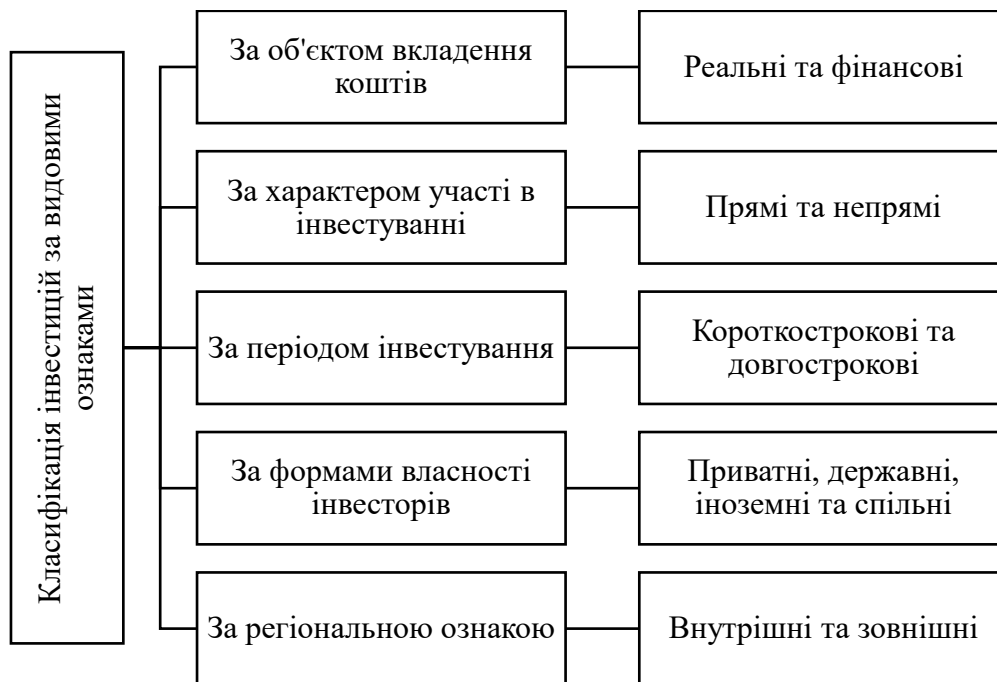 Класифікація інвестицій за видовими
ознаками
За об'єктом вкладення
коштів
Реальні та фінансові
За характером участі в
інвестуванні
Прямі та непрямі
За періодом інвестування
Короткострокові та
довгострокові
За формами власності
інвесторів
Приватні, державні,
іноземні та спільні
За регіональною ознакою
Внутрішні та зовнішні